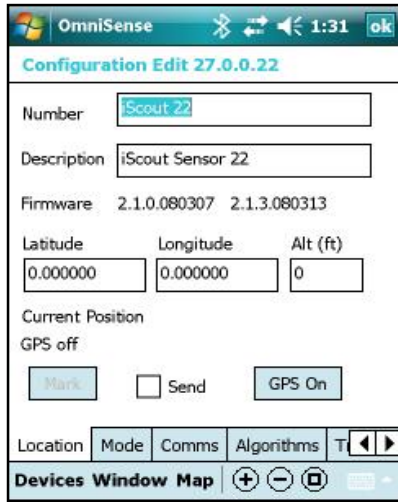 OmniSense 1:31 ok
Configuration Edit 27.0.0.22
Number iScout 22
Description iScout Sensor 22
Firmware 2.1.0.080307 2.1.3.080313
Latitude Longitude Alt (ft)
0.000000 0.000000 0
Current Position
GPS off
Mark Send GPS On
Location Mode Comms Algorithms
Devices Window Map